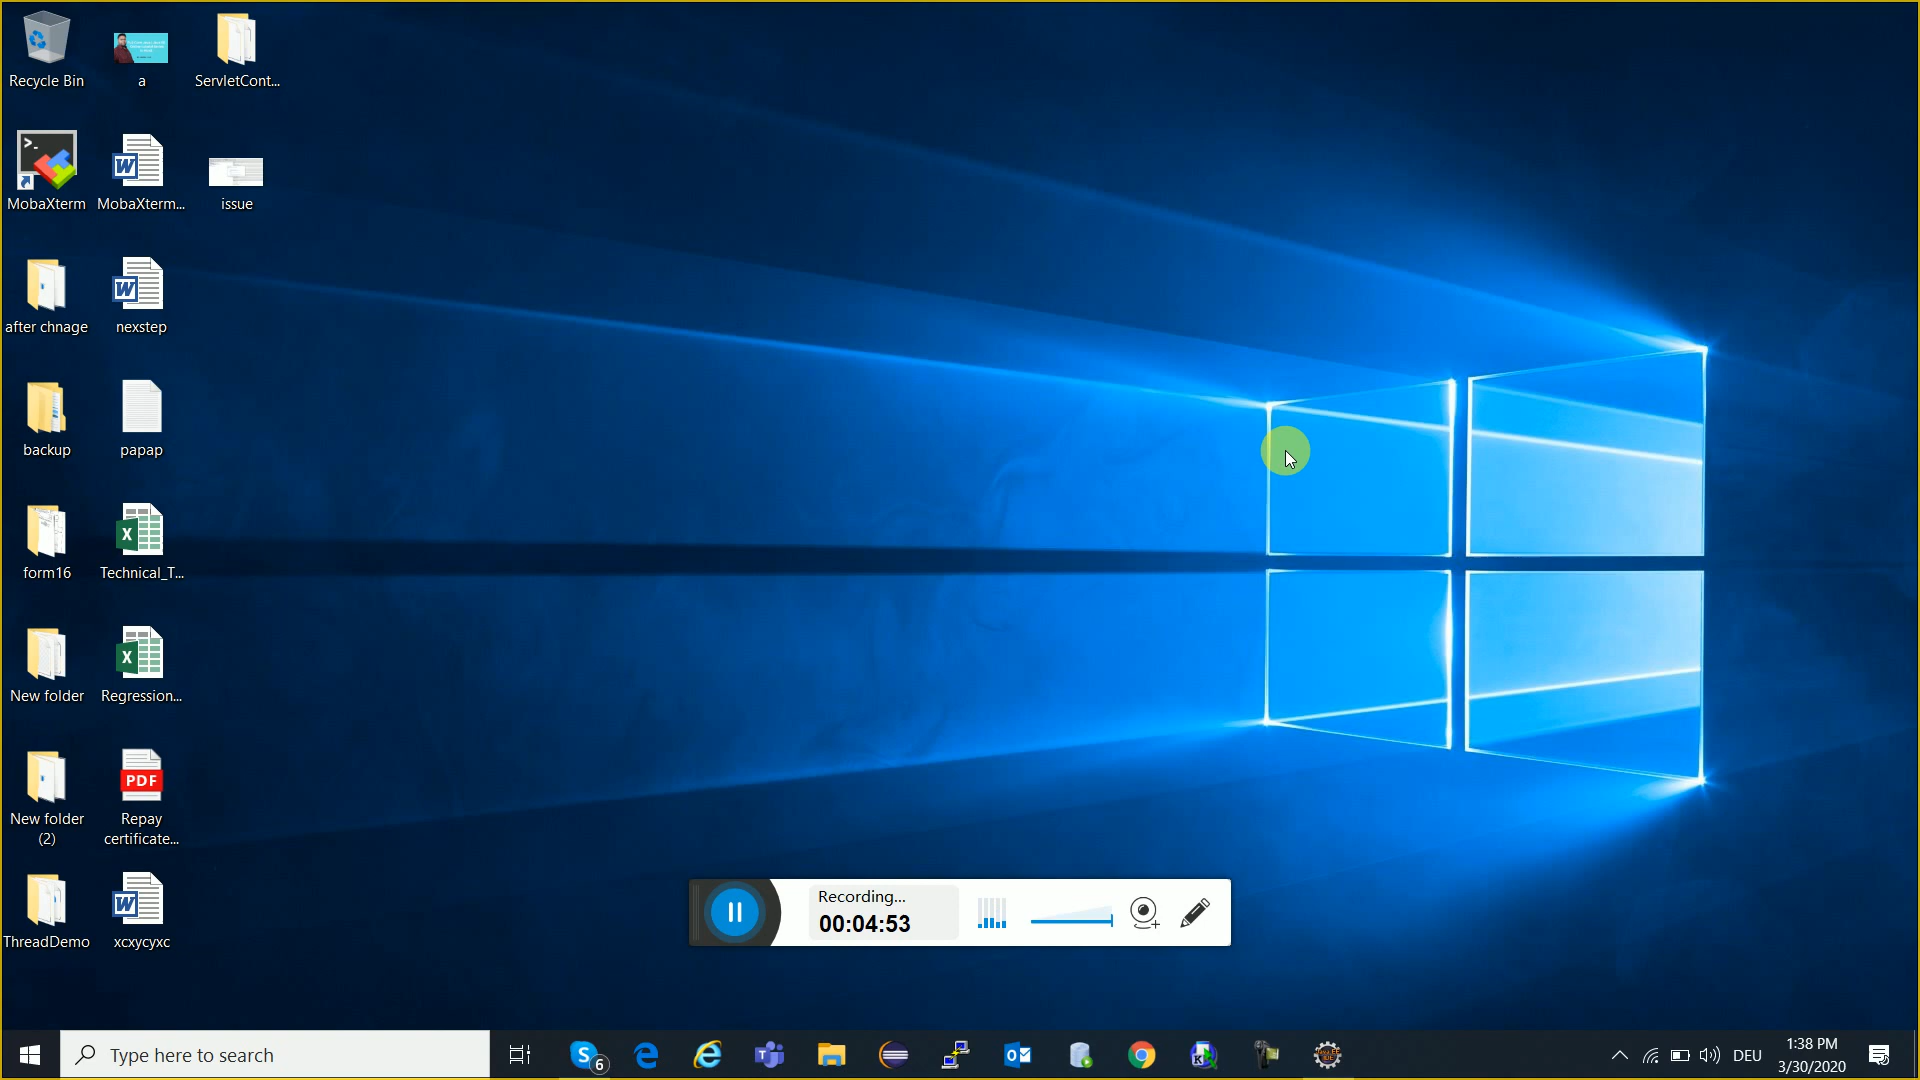 Recycle Bin
a
ServletCont...
MobaXterm
MobaXterm...
issue
after chnage
nexstep
backup
papap
form16
Technical_T...
New folder
Regression...
New folder
(2)
Repay
certificate...
PDF
ThreadDemo
xcxycyxc
Recording...
00:04:53
Type here to search
6
DEU
1:38 PM
3/30/2020